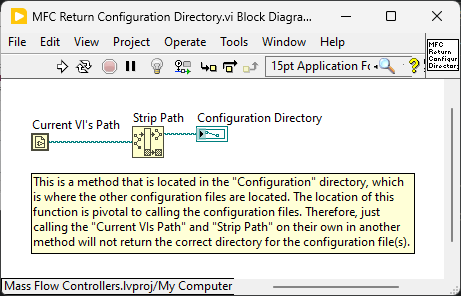 MFC Return Configuration Directory.vi Block Diagra...
File Edit View Project Operate Tools Window
15pt Application Fo
MFC
Return
Configur
Director
Current VI's Path
Strip Path
Configuration Directory
This is a method that is located in the "Configuration" directory, which
is where the other configuration files are located. The location of this
function is pivotal to calling the configuration files. Therefore, just
calling the "Current VIs Path" and "Strip Path" on their own in another
method will not return the correct directory for the configuration file(s).
Mass Flow Controllers.lvproj/My Computer